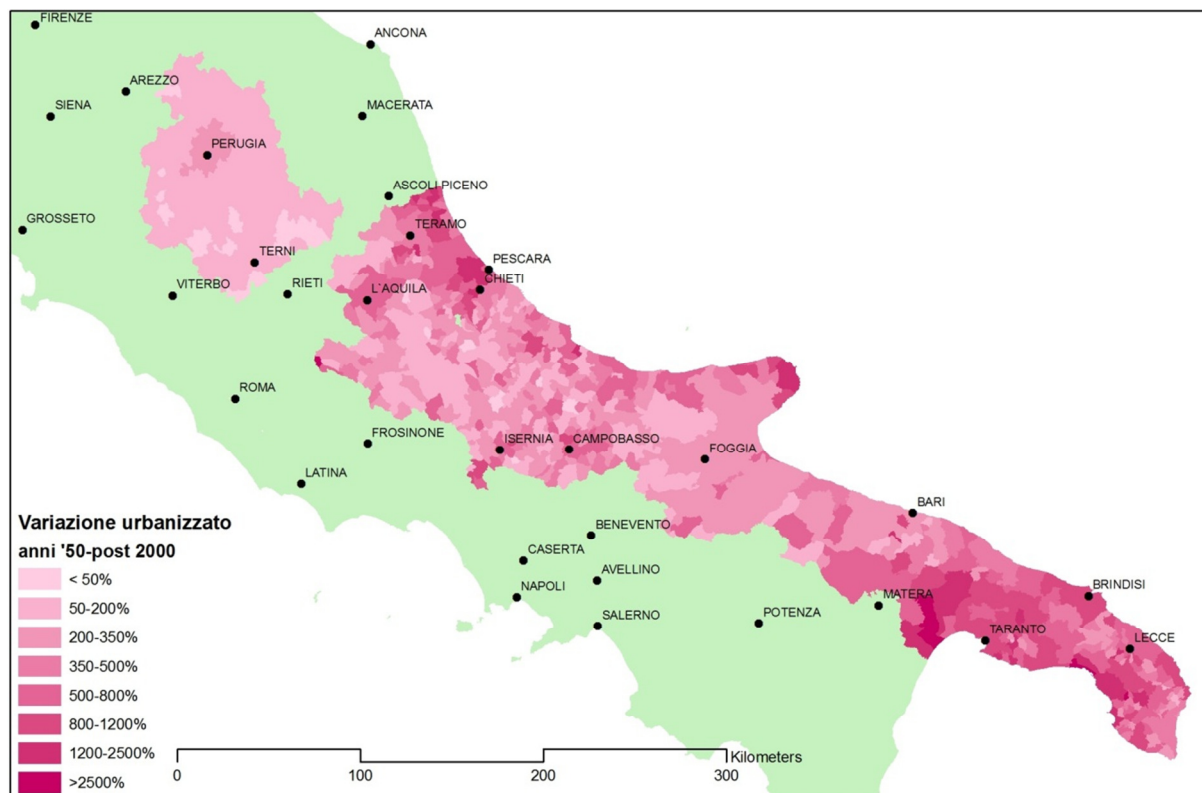 FIRENZE
ANCONA
AREZZO
SIENA
MACERATA
PERUGIA
ASCOLI PICENO
GROSSETO
TERAMO
TERNI
PESCARA
VITERBO
RIETI
L'AQUILA
CHIETI
ROMA
FROSINONE
ISERNIA
CAMPOBASSO
FOGGIA
LATINA
BARI
BENEVENTO
CASERTA
AVELLINO
NAPOLI
MATERA
BRINDISI
SALERNO
POTENZA
TARANTO
LECCE
Variazione urbanizzato
anni '50-post 2000
< 50%
50-200%
200-350%
350-500%
500-800%
800-1200%
1200-2500%
>2500%
Kilometers
0 100 200 300